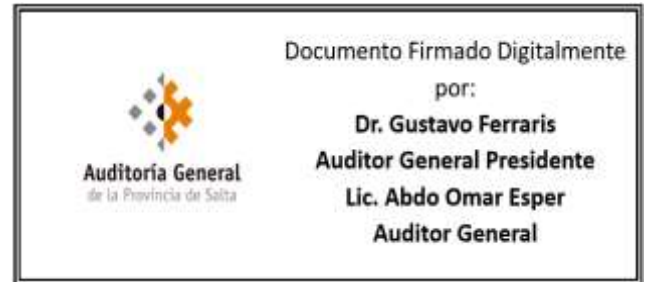 Auditoría General
de la Provincia de Salta
Documento Firmado Digitalmente
por:
Dr. Gustavo Ferraris
Auditor General Presidente
Lic. Abdo Omar Esper
Auditor General